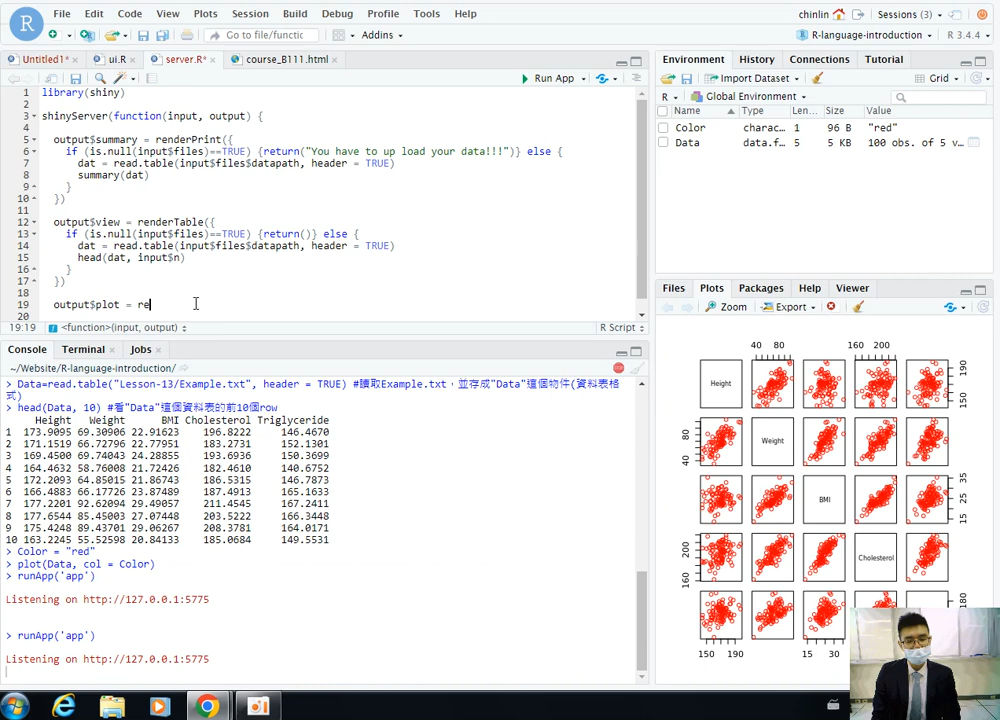 File Edit Code View Plots Session Build Debug Profile Tools Help
chinlin Sessions (3)
R
Go to file/functic
Addins
R-language-introduction
R 3.4.4
Untitled1* ui.R server.R* course_B111.html
Run App
1 library(shiny)
2
3 shinyServer(function(input, output) {
4
5 output$summary = renderPrint({
6 if (is.null(input$files)==TRUE) {return("You have to up load your data!!!")} else {
7 dat = read.table(input$files$datapath, header = TRUE)
8 summary(dat)
9 }
10 })
11
12 output$view = renderTable({
13 if (is.null(input$files)==TRUE) {return()} else {
14 dat = read.table(input$files$datapath, header = TRUE)
15 head(dat, input$n)
16 }
17 })
18
19 output$plot = re
20
19:19 <function>(input, output) R Script
Console Terminal Jobs
~/Website/R-language-introduction/
> Data=read.table("Lesson-13/Example.txt", header = TRUE) #讀取Example.txt，並存成"Data"這個物件(資料表格
式)
> head(Data, 10) #看"Data"這個資料表的前10個row
Height Weight BMI Cholesterol Triglyceride
1 173.9095 69.30906 22.91623 196.8222 146.4670
2 171.1519 66.72796 22.77951 183.2731 152.1301
3 169.4500 69.74043 24.28855 193.6936 150.3699
4 164.4632 58.76008 21.72426 182.4610 140.6752
5 172.2093 64.85015 21.86743 186.5315 146.7873
6 166.4883 66.17726 23.87489 187.4913 165.1633
7 177.2201 92.62094 29.49057 211.4545 167.2411
8 177.6544 85.45003 27.07448 203.5222 166.3448
9 175.4248 89.43701 29.06267 208.3781 164.0171
10 163.2245 55.52598 20.84133 185.0684 149.5531
> Color = "red"
> plot(Data, col = Color)
> runApp('app')
Listening on http://127.0.0.1:5775
> runApp('app')
Listening on http://127.0.0.1:5775
Environment History Connections Tutorial
Import Dataset Grid
R Global Environment
Name Type Len... Size Value
Color charac... 1 96 B "red"
Data data.f... 5 5 KB 100 obs. of 5 v...
Files Plots Packages Help Viewer
Zoom Export
40 80 160 200
Height
Weight
BMI
Cholesterol
150 190
40 80
15 25 35
160 200
180
150 190 15 30